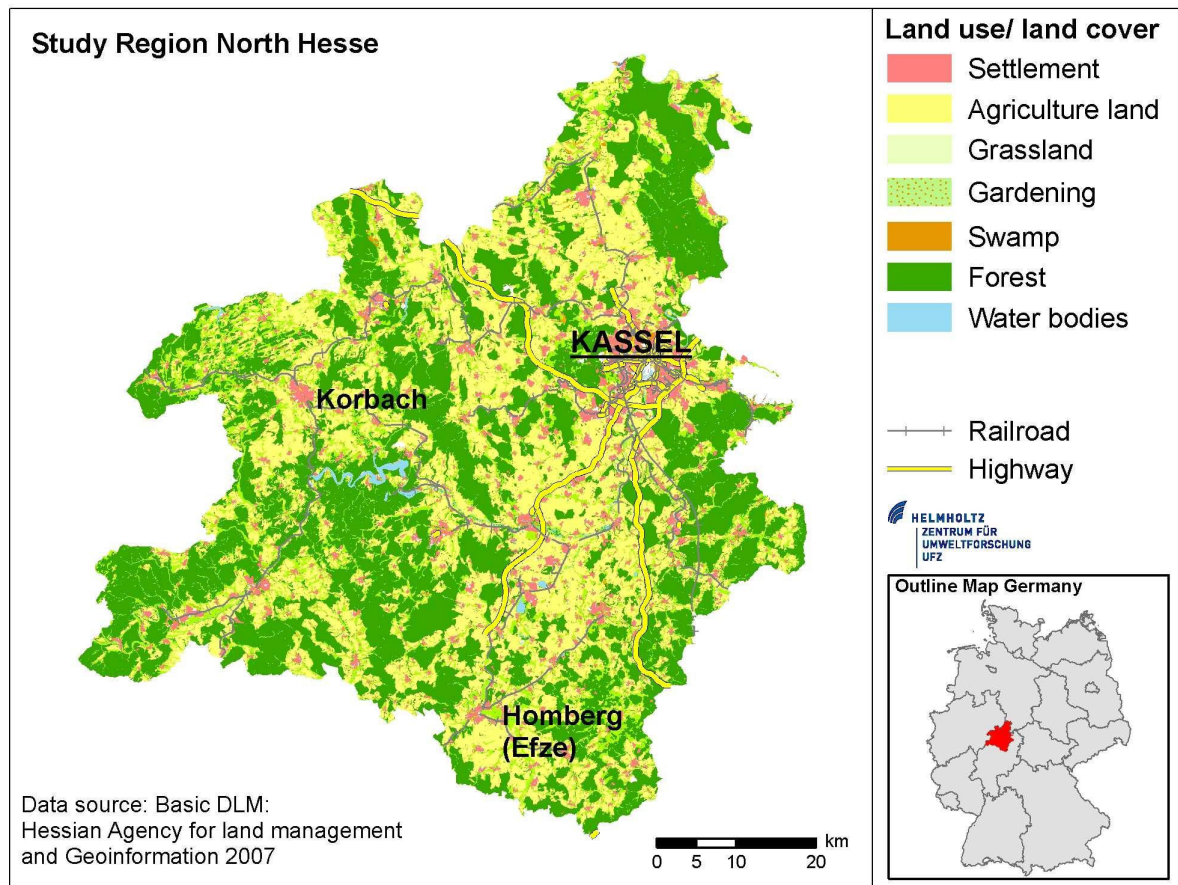 Study Region North Hesse
KASSEL
Korbach
Homberg
(Efze)
Data source: Basic DLM:
Hessian Agency for land management
and Geoinformation 2007
km
0 5 10 20
Land use/ land cover
Settlement
Agriculture land
Grassland
Gardening
Swamp
Forest
Water bodies
Railroad
Highway
HELMHOLTZ
ZENTRUM FÜR
UMWELTFORSCHUNG
UFZ
Outline Map Germany